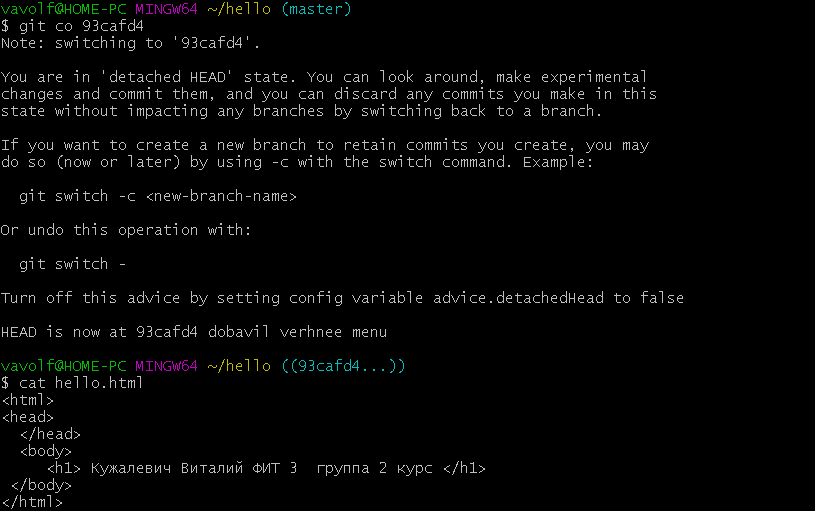 vavolf@HOME-PC MINGW64 ~/hello (master)
$ git co 93cafd4
Note: switching to '93cafd4'.

You are in 'detached HEAD' state. You can look around, make experimental
changes and commit them, and you can discard any commits you make in this
state without impacting any branches by switching back to a branch.

If you want to create a new branch to retain commits you create, you may
do so (now or later) by using -c with the switch command. Example:

  git switch -c <new-branch-name>

Or undo this operation with:

  git switch -

Turn off this advice by setting config variable advice.detachedHead to false

HEAD is now at 93cafd4 dobavil verhnee menu

vavolf@HOME-PC MINGW64 ~/hello ((93cafd4...))
$ cat hello.html
<html>
<head>
  </head>
  <body>
     <h1> Кужалевич Виталий ФИТ 3  группа 2 курс </h1>
 </body>
</html>